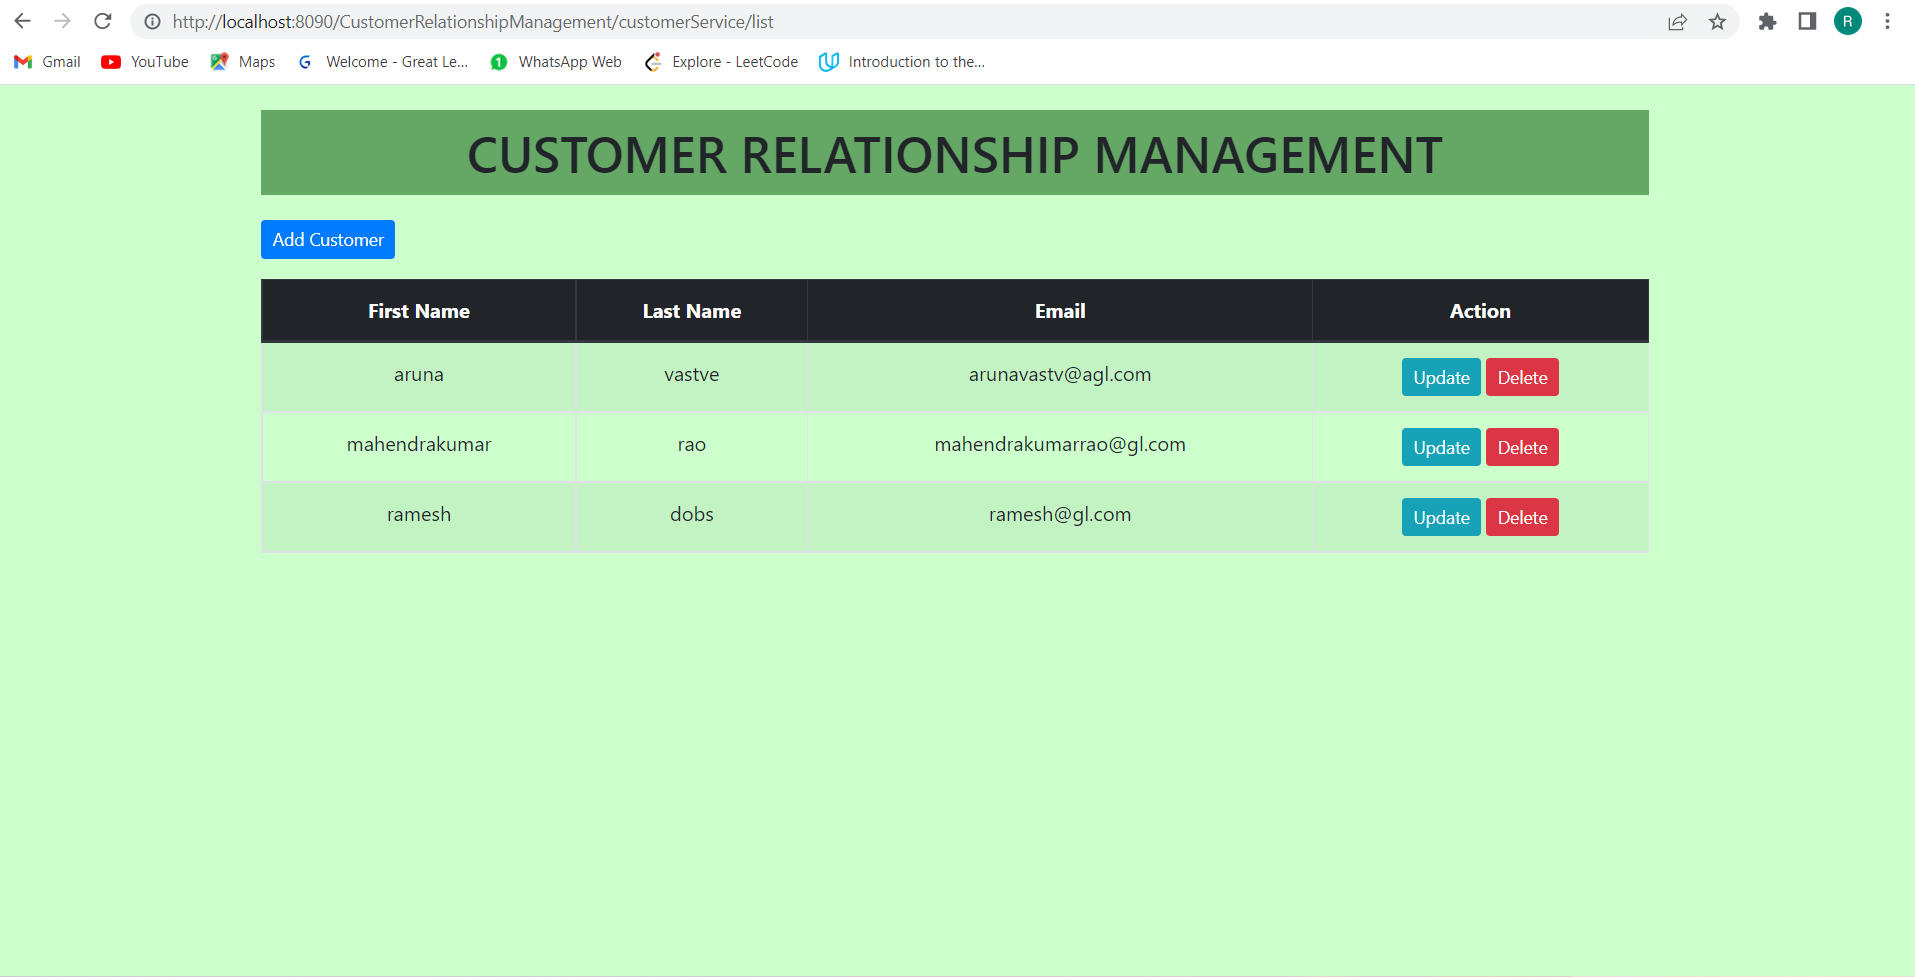 http://localhost:8090/CustomerRelationshipManagement/customerService/list
R
Gmail YouTube Maps G Welcome - Great Le... 1 WhatsApp Web Explore - LeetCode Introduction to the...
CUSTOMER RELATIONSHIP MANAGEMENT
Add Customer
First Name Last Name Email Action
aruna vastve arunavastv@agl.com Update Delete
mahendrakumar rao mahendrakumarrao@gl.com Update Delete
ramesh dobs ramesh@gl.com Update Delete